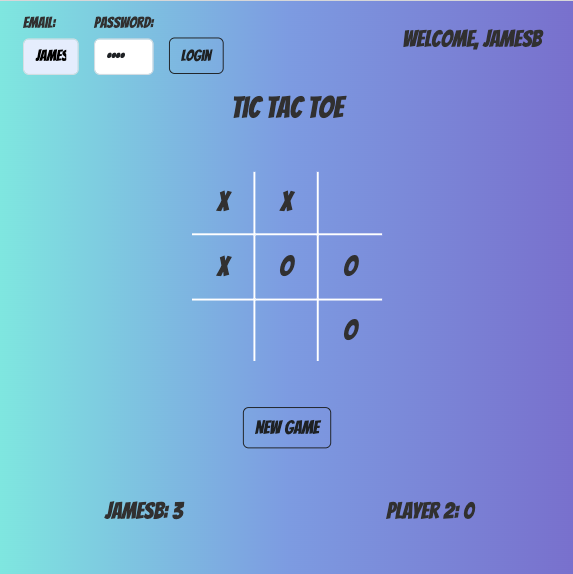 EMAIL: PASSWORD:
JAMES •••• LOGIN
WELCOME, JAMESB
TIC TAC TOE
X X
X O O
O
NEW GAME
JAMESB: 3 PLAYER 2: 0